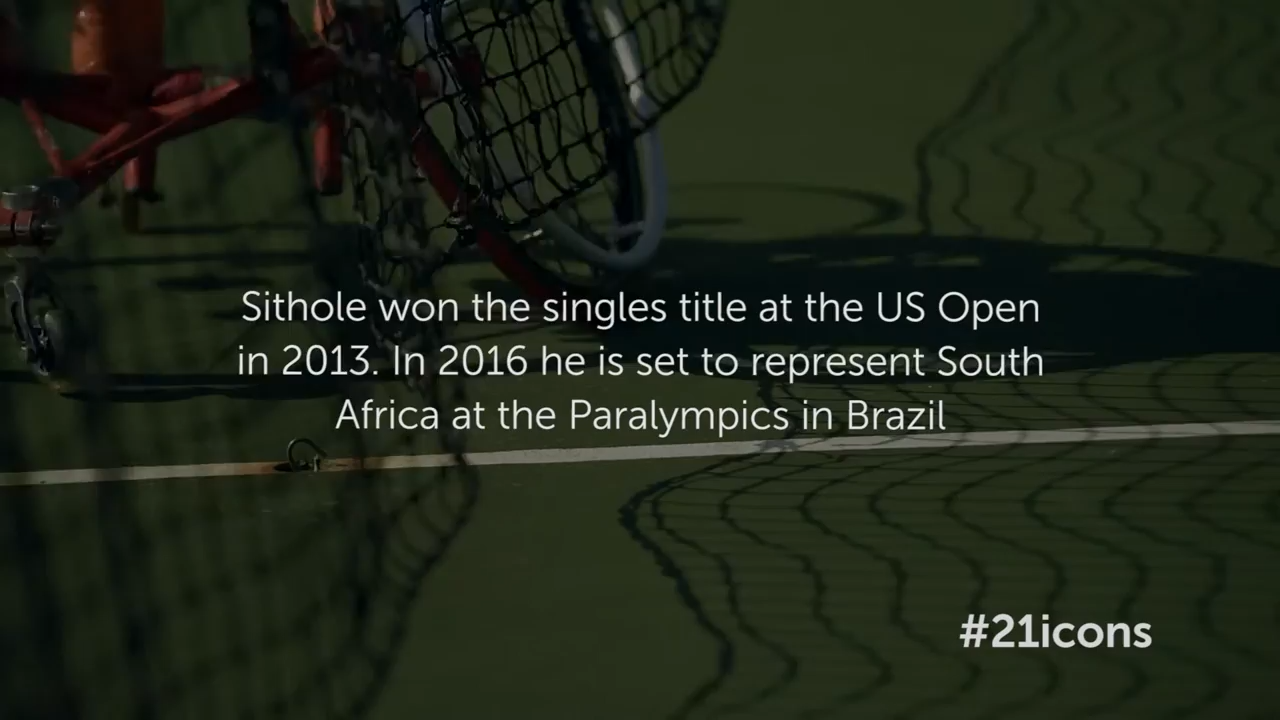 Sithole won the singles title at the US Open
in 2013. In 2016 he is set to represent South
Africa at the Paralympics in Brazil
#21icons